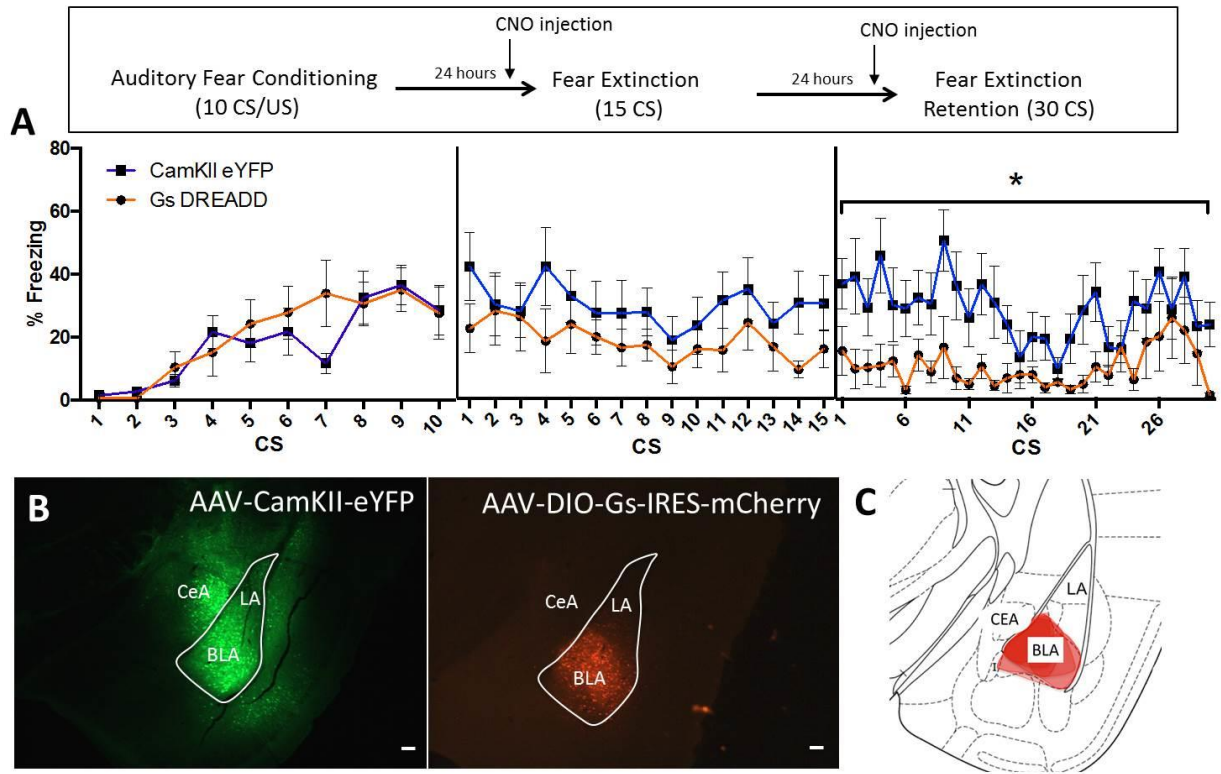 CNO injection
CNO injection
Auditory Fear Conditioning
(10 CS/US)
24 hours
Fear Extinction
(15 CS)
24 hours
Fear Extinction
Retention (30 CS)
A
80
60
40
20
0
% Freezing
CamKII eYFP
Gs DREADD
*
1 2 3 4 5 6 7 8 9 10
CS
1 2 3 4 5 6 7 8 9 10 11 12 13 14 15
CS
1 6 11 16 21 26
CS
B
AAV-CamKII-eYFP
CeA
LA
BLA
AAV-DIO-Gs-IRES-mCherry
CeA
LA
BLA
C
LA
CEA
BLA
I